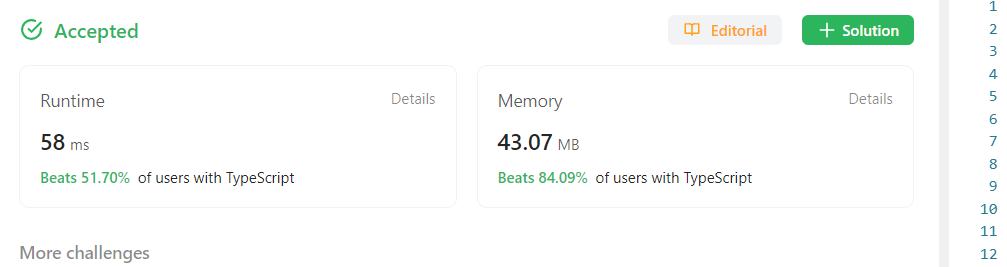 Accepted
Editorial
+ Solution
Runtime
Details
58 ms
Beats 51.70% of users with TypeScript
Memory
Details
43.07 MB
Beats 84.09% of users with TypeScript
More challenges
1
2
3
4
5
6
7
8
9
10
11
12